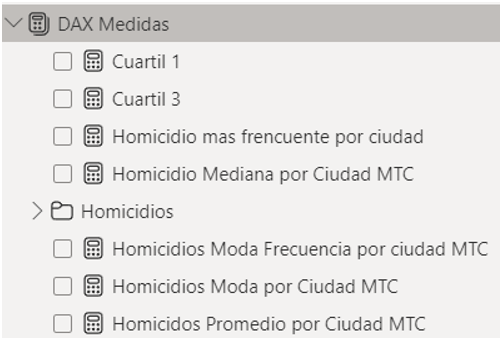 DAX Medidas
Cuartil 1
Cuartil 3
Homicidio mas frencuente por ciudad
Homicidio Mediana por Ciudad MTC
Homicidios
Homicidios Moda Frecuencia por ciudad MTC
Homicidios Moda por Ciudad MTC
Homicidos Promedio por Ciudad MTC